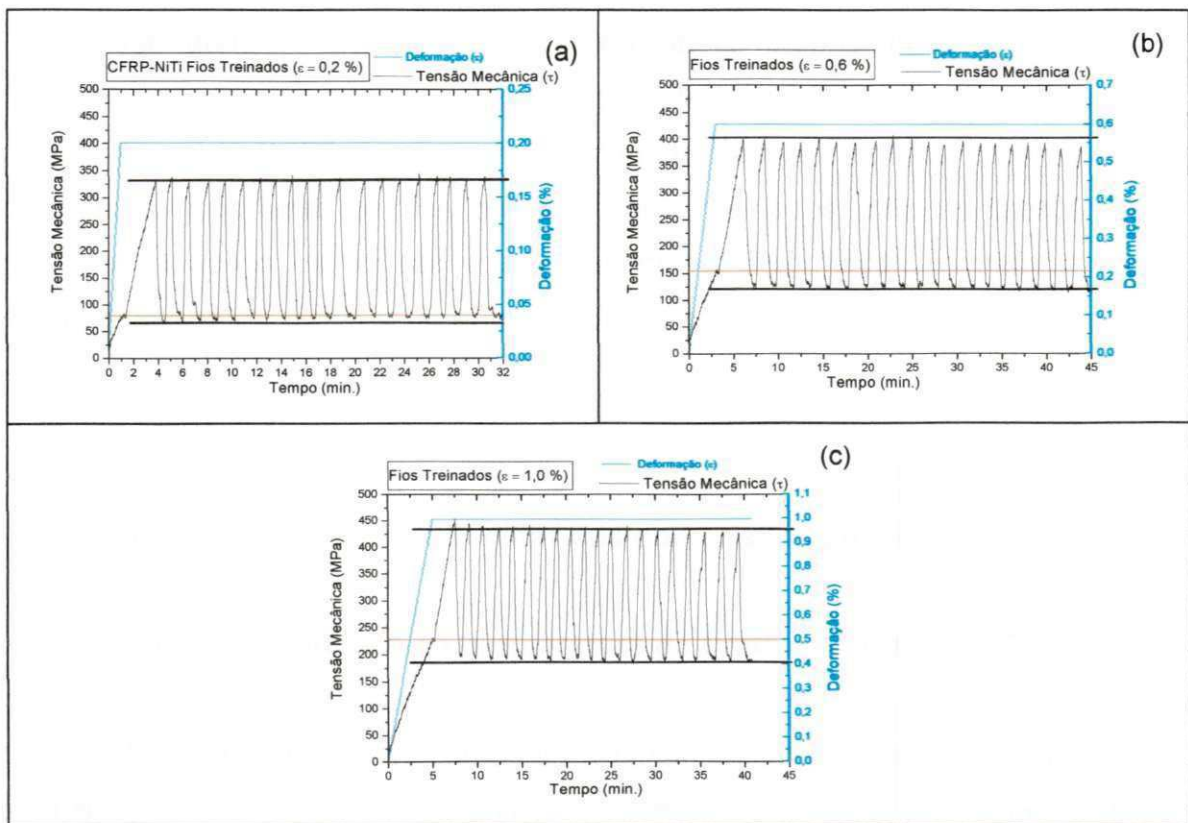 (a)
Deformação (ε)
CFRP-NiTi Fios Treinados (ε = 0,2 %)
Tensão Mecânica (τ)
500
450
400
350
300
250
200
150
100
50
0
Tensão Mecânica (MPa)
0,25
0,20
0,15
0,10
0,05
0,00
Deformação (%)
0 2 4 6 8 10 12 14 16 18 20 22 24 26 28 30 32
Tempo (min.)
(b)
Deformação (ε)
Fios Treinados (ε = 0,6 %)
Tensão Mecânica (τ)
500
450
400
350
300
250
200
150
100
50
0
Tensão Mecânica (MPa)
0,7
0,6
0,5
0,4
0,3
0,2
0,1
0,0
Deformação (%)
0 5 10 15 20 25 30 35 40 45
Tempo (min.)
(c)
Deformação (ε)
Fios Treinados (ε = 1,0 %)
Tensão Mecânica (τ)
500
450
400
350
300
250
200
150
100
50
0
Tensão Mecânica (MPa)
1,1
1,0
0,9
0,8
0,7
0,6
0,5
0,4
0,3
0,2
0,1
0,0
Deformação (%)
0 5 10 15 20 25 30 35 40 45
Tempo (min.)